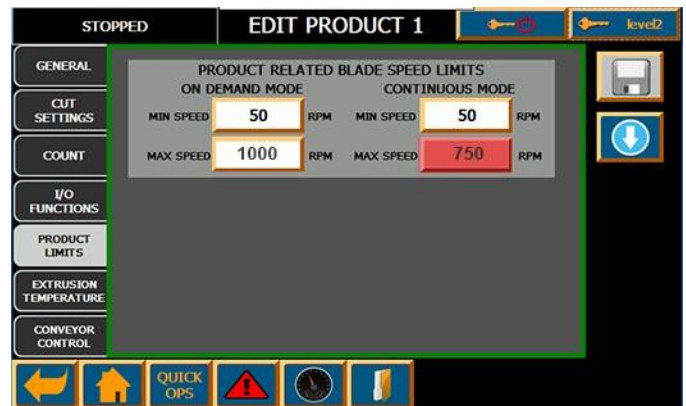 STOPPED
EDIT PRODUCT 1
level2
GENERAL
CUT
SETTINGS
COUNT
I/O
FUNCTIONS
PRODUCT
LIMITS
EXTRUSION
TEMPERATURE
CONVEYOR
CONTROL
PRODUCT RELATED BLADE SPEED LIMITS
ON DEMAND MODE
CONTINUOUS MODE
MIN SPEED 50 RPM
MIN SPEED 50 RPM
MAX SPEED 1000 RPM
MAX SPEED 750 RPM
QUICK
OPS